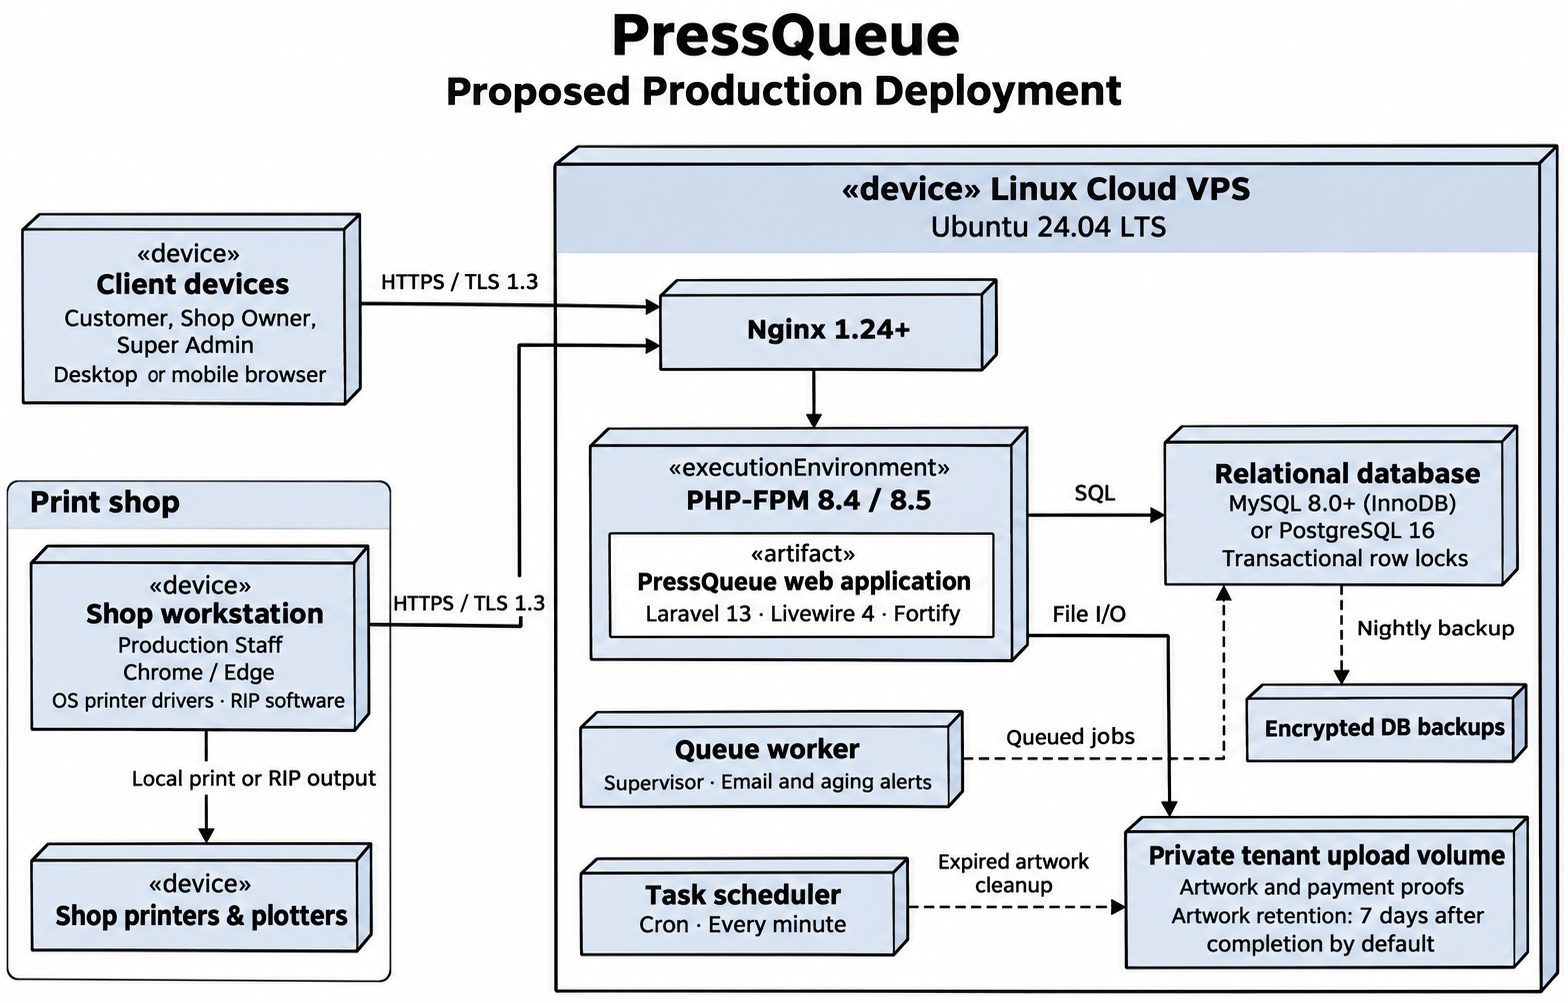 PressQueue
Proposed Production Deployment
«device» Linux Cloud VPS
Ubuntu 24.04 LTS
«device»
Client devices
Customer, Shop Owner,
Super Admin
Desktop or mobile browser
HTTPS / TLS 1.3
Nginx 1.24+
«executionEnvironment»
PHP-FPM 8.4 / 8.5
«artifact»
PressQueue web application
Laravel 13 · Livewire 4 · Fortify
SQL
Relational database
MySQL 8.0+ (InnoDB)
or PostgreSQL 16
Transactional row locks
Print shop
«device»
Shop workstation
Production Staff
Chrome / Edge
OS printer drivers · RIP software
HTTPS / TLS 1.3
File I/O
Nightly backup
Encrypted DB backups
Queue worker
Supervisor · Email and aging alerts
Queued jobs
Local print or RIP output
«device»
Shop printers & plotters
Task scheduler
Cron · Every minute
Expired artwork
cleanup
Private tenant upload volume
Artwork and payment proofs
Artwork retention: 7 days after
completion by default